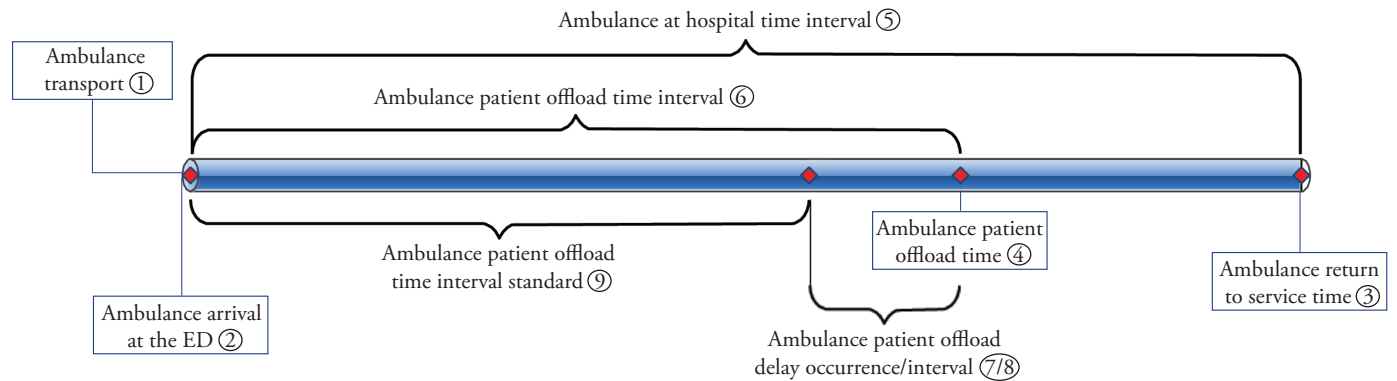 Ambulance at hospital time interval ⑤
Ambulance
transport ①
Ambulance patient offload time interval ⑥
Ambulance patient offload
time interval standard ⑨
Ambulance patient
offload time ④
Ambulance return
to service time ③
Ambulance arrival
at the ED ②
Ambulance patient offload
delay occurrence/interval 7/8